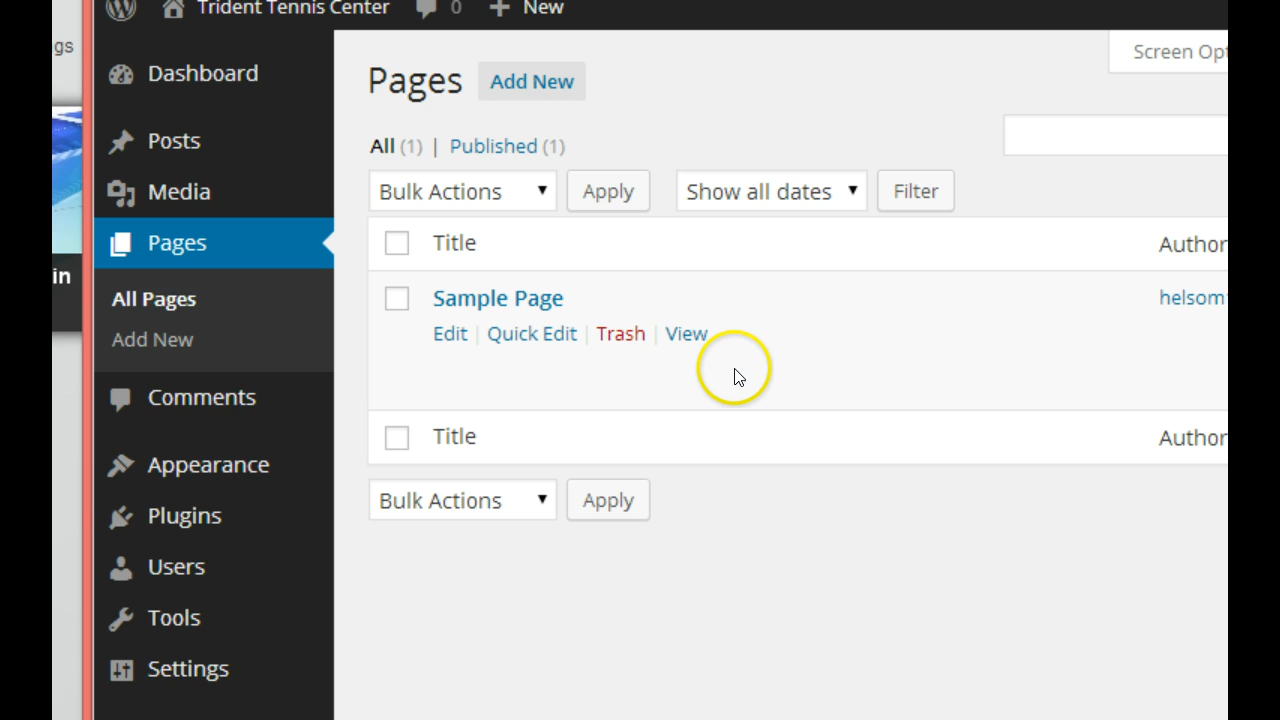 Trident Tennis Center 0 New
gs
in
Dashboard
Posts
Media
Pages
All Pages
Add New
Comments
Appearance
Plugins
Users
Tools
Settings
Screen Opt
Pages Add New
All (1) | Published (1)
Bulk Actions Apply Show all dates Filter
Title Author
Sample Page helsom
Edit | Quick Edit | Trash | View
Title Author
Bulk Actions Apply